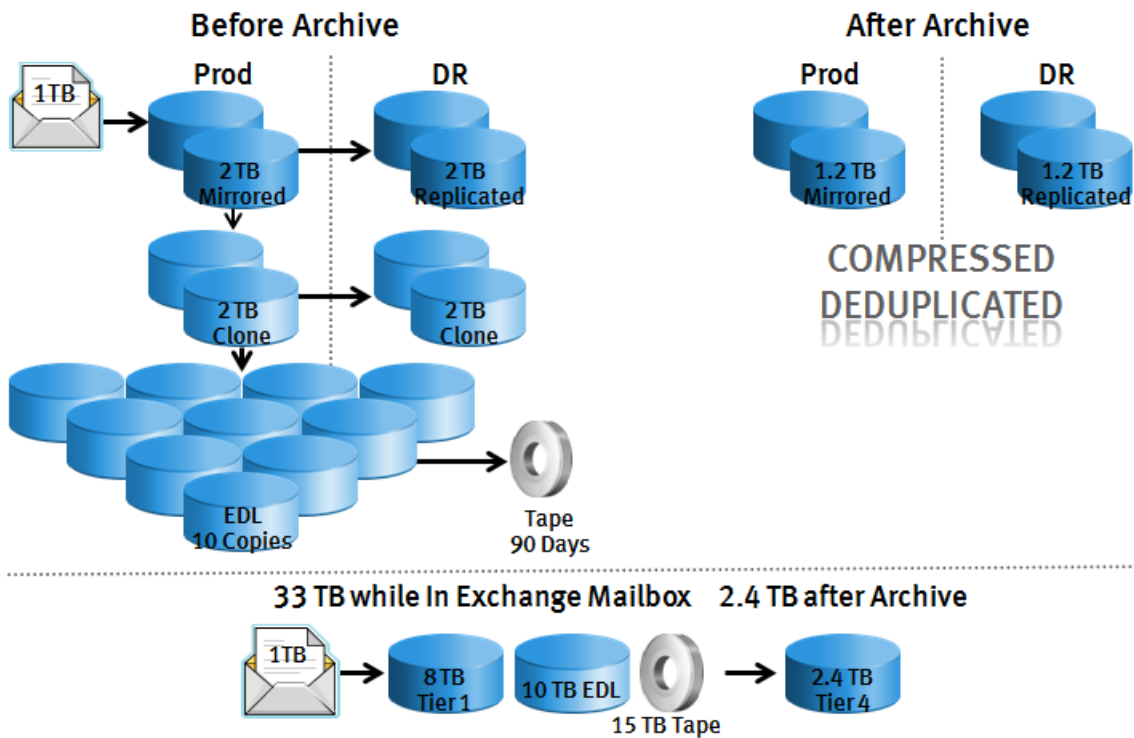 Before Archive
After Archive
Prod
DR
Prod
DR
1TB
2 TB
Mirrored
2 TB
Replicated
1.2 TB
Mirrored
1.2 TB
Replicated
COMPRESSED
DEDUPLICATED
2 TB
Clone
2 TB
Clone
EDL
10 Copies
Tape
90 Days
33 TB while In Exchange Mailbox
2.4 TB after Archive
1TB
8 TB
Tier 1
10 TB EDL
15 TB Tape
2.4 TB
Tier 4